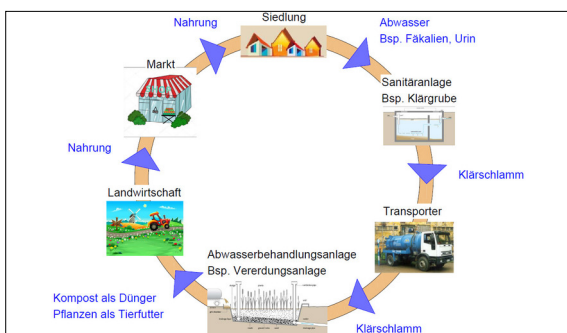 Siedlung
Nahrung
Abwasser
Bsp. Fäkalien, Urin
Markt
Sanitäranlage
Bsp. Klärgrube
Nahrung
Klärschlamm
Landwirtschaft
Transporter
Abwasserbehandlungsanlage
Bsp. Vererdungsanlage
Kompost als Dünger
Pflanzen als Tierfutter
Klärschlamm